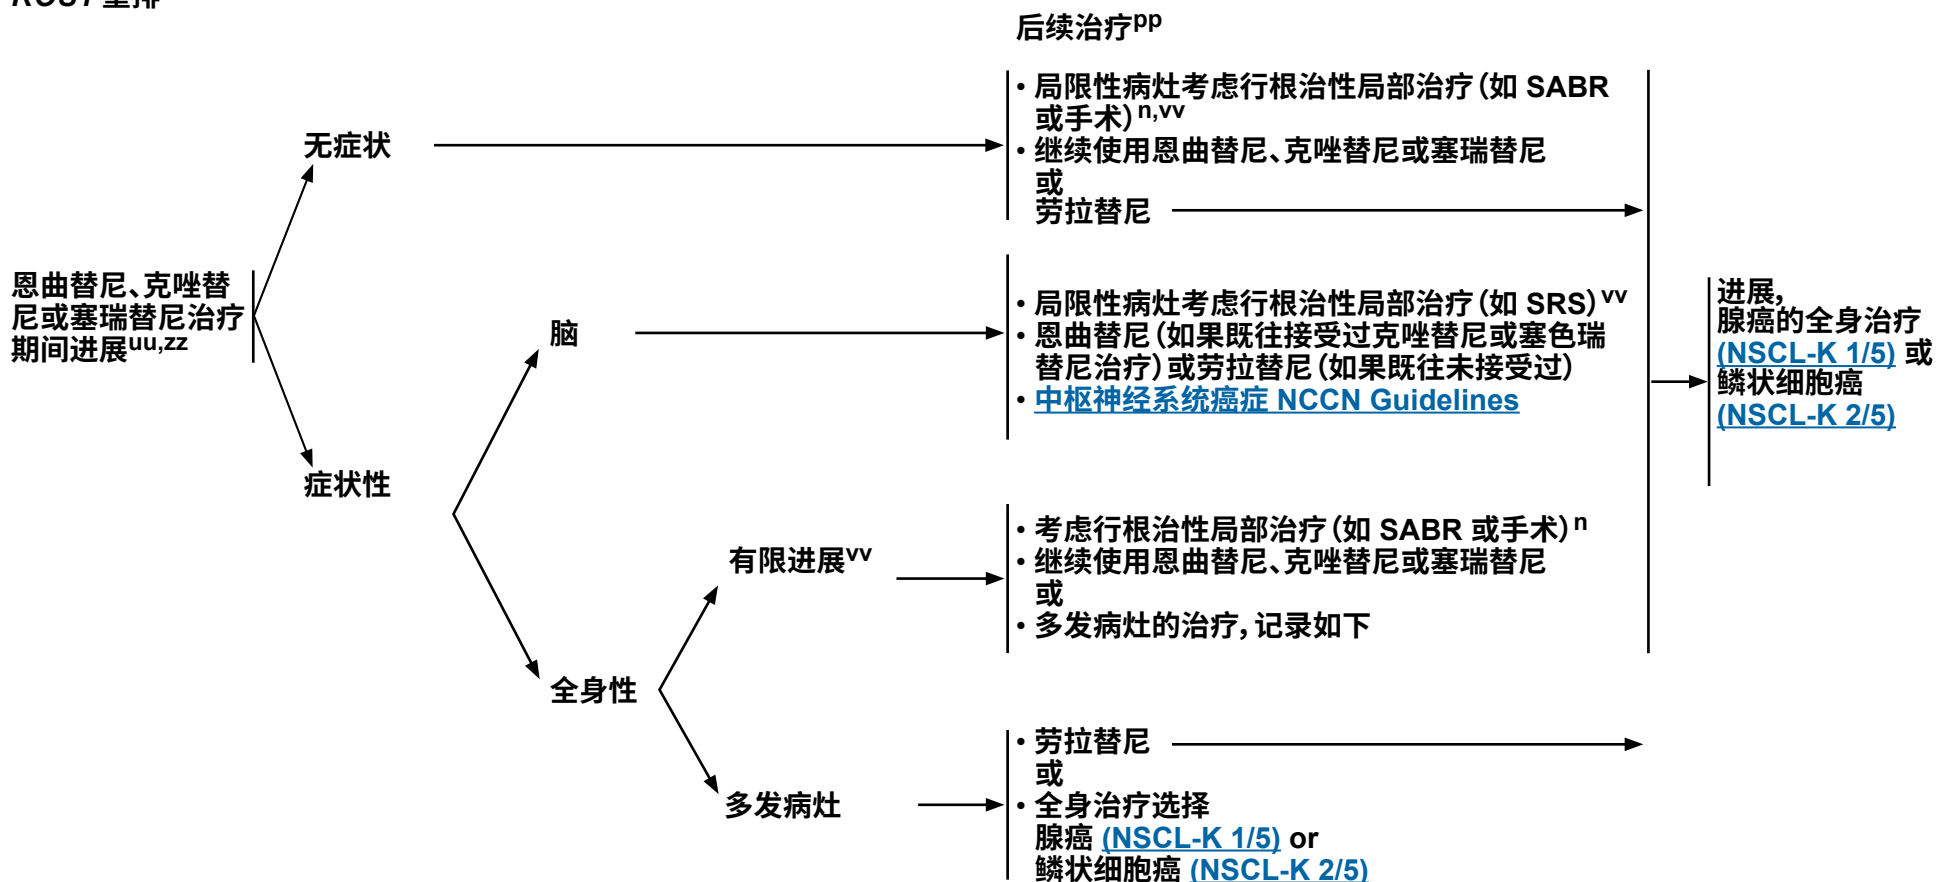 后续治疗pp
• 局限性病灶考虑行根治性局部治疗（如 SABR
或手术）n,vv
• 继续使用恩曲替尼、克唑替尼或塞瑞替尼
或
劳拉替尼
无症状
恩曲替尼、克唑替
尼或塞瑞替尼治疗
期间进展uu,zz
脑
• 局限性病灶考虑行根治性局部治疗（如 SRS）vv
• 恩曲替尼（如果既往接受过克唑替尼或塞色瑞
替尼治疗）或劳拉替尼（如果既往未接受过）
• 中枢神经系统癌症 NCCN Guidelines
进展，
腺癌的全身治疗
(NSCL-K 1/5) 或
鳞状细胞癌
(NSCL-K 2/5)
症状性
有限进展vv
• 考虑行根治性局部治疗（如 SABR 或手术）n
• 继续使用恩曲替尼、克唑替尼或塞瑞替尼
或
• 多发病灶的治疗，记录如下
全身性
多发病灶
• 劳拉替尼
或
• 全身治疗选择
腺癌 (NSCL-K 1/5) or
鳞状细胞癌 (NSCL-K 2/5)